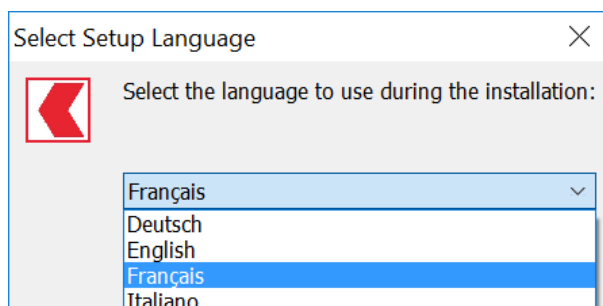 Select Setup Language
Select the language to use during the installation:
Français
Deutsch
English
Français
Italiano